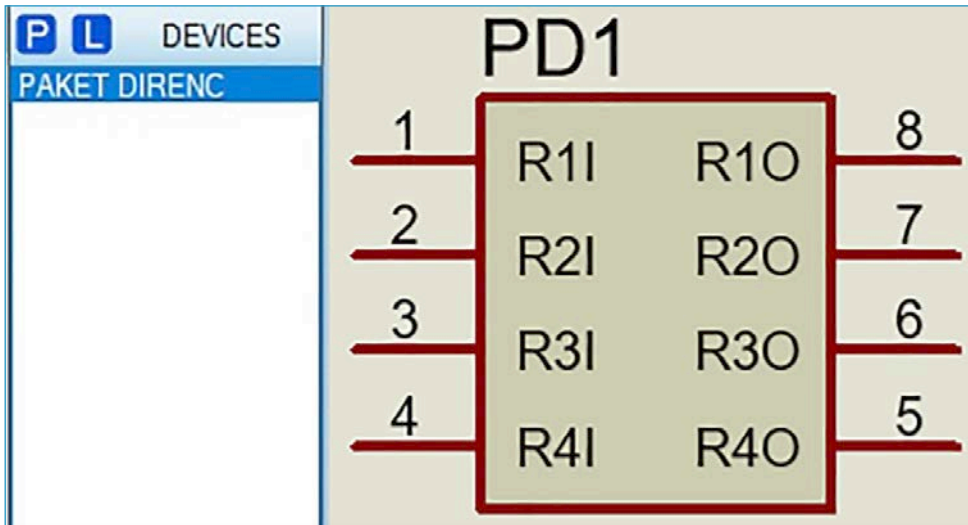 P L DEVICES
PAKET DIRENC
PD1
1 R1I R1O 8
2 R2I R2O 7
3 R3I R3O 6
4 R4I R4O 5